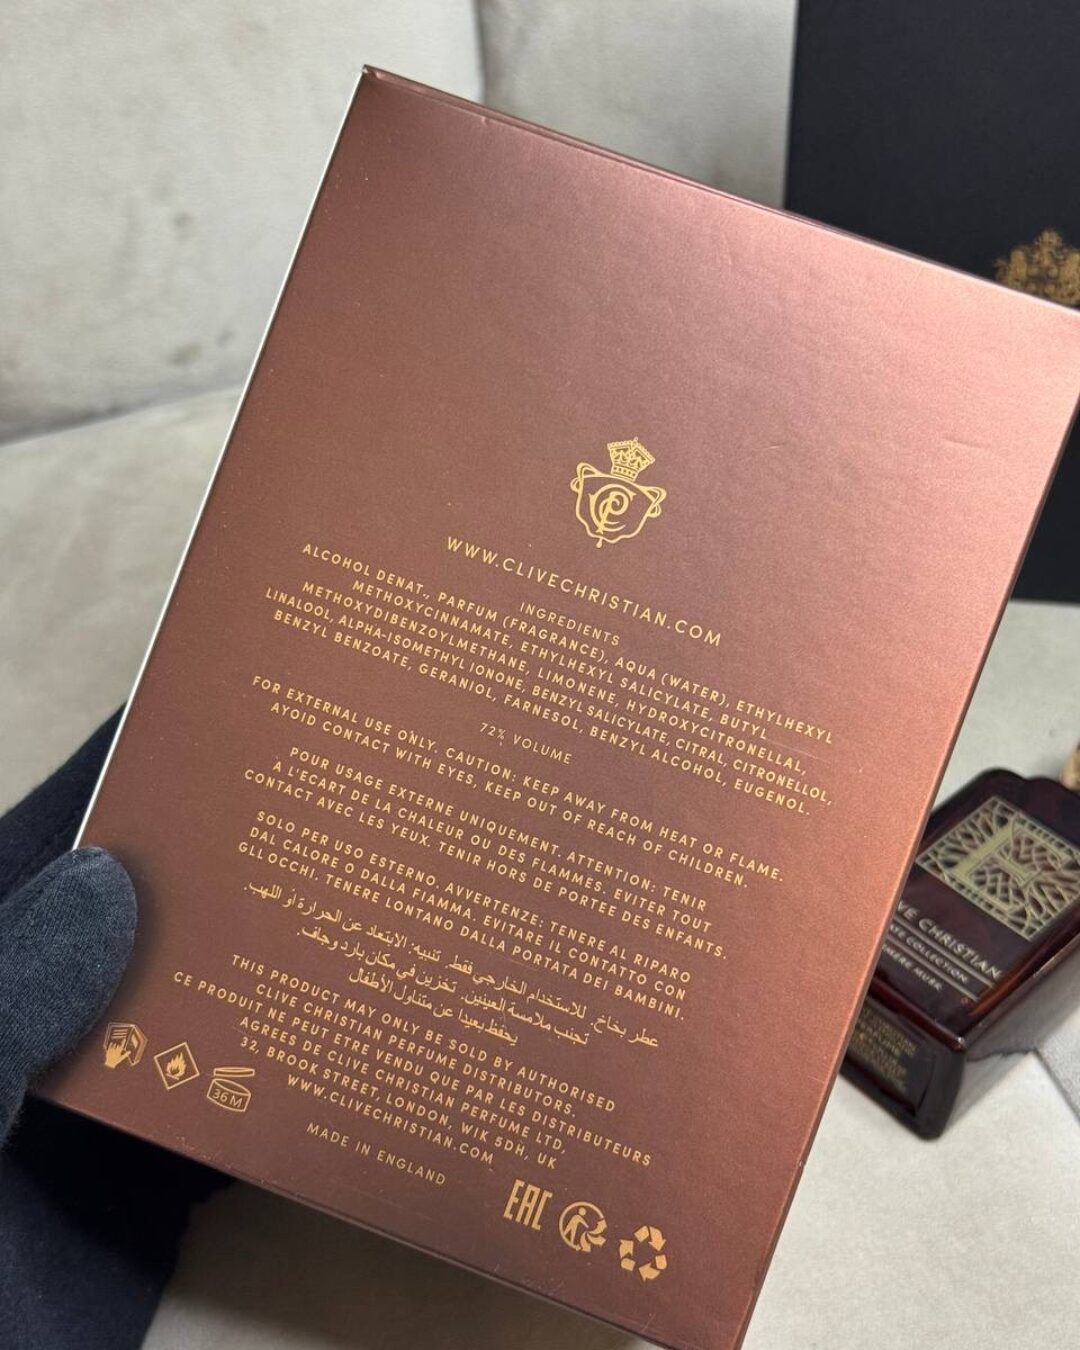 WWW.CLIVECHRISTIAN.COM
INGREDIENTS
ALCOHOL DENAT., PARFUM (FRAGRANCE), AQUA (WATER), ETHYLHEXYL
METHOXYCINNAMATE, ETHYLHEXYL SALICYLATE, BUTYL
METHOXYDIBENZOYLMETHANE, LIMONENE, HYDROXYCITRONELLAL,
LINALOOL, ALPHA-ISOMETHYL IONONE, BENZYL SALICYLATE, CITRAL, CITRONELLOL,
BENZYL BENZOATE, GERANIOL, FARNESOL, BENZYL ALCOHOL, EUGENOL.
72% VOLUME
FOR EXTERNAL USE ONLY. CAUTION: KEEP AWAY FROM HEAT OR FLAME.
AYOID CONTACT WITH EYES, KEEP OUT OF REACH OF CHILDREN.
POUR USAGE EXTERNE UNIQUEMENT. ATTENTION: TENIR
A L'ECART DE LA CHALEUR OU DES FLAMMES. EVITER TOUT
CONTACT AVEC LES YEUX. TENIR HORS DE PORTEE DES ENFANTS.
SOLO PER USO ESTERNO. AVVERTENZE: TENERE AL RIPARO
DAL CALORE O DALLA FIAMMA. EVITARE IL CONTATTO CON
GLI OCCHI. TENERE LONTANO DALLA PORTATA DEI BAMBINI.
عطر بخاخ. للاستخدام الخارجي فقط. تنبيه: الابتعاد عن الحرارة أو اللهب.
تجنب ملامسة العينين. تخزين في مكان بارد وجاف.
يحفظ بعيدا عن متناول الأطفال
THIS PRODUCT MAY ONLY BE SOLD BY AUTHORISED
CLIVE CHRISTIAN PERFUME DISTRIBUTORS.
CE PRODUIT NE PEUT ETRE VENDU QUE PAR LES DISTRIBUTEURS
AGREES DE CLIVE CHRISTIAN PERFUME LTD,
32, BROOK STREET, LONDON, W1K 5DH, UK
WWW.CLIVECHRISTIAN.COM
MADE IN ENGLAND
36M
EAC
CHRISTIAN
COLLECTION
MUSK